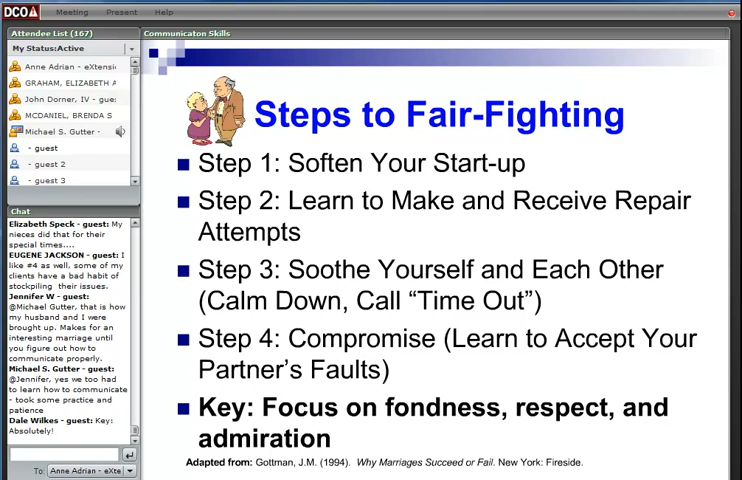 DCO
Meeting Present Help
Attendee List (167)
My Status:Active
Anne Adrian - eXtensi
GRAHAM, ELIZABETH A
John Dorner, IV - gue
MCDANIEL, BRENDA S
Michael S. Gutter -
- guest
- guest 2
- guest 3
Chat
Elizabeth Speck - guest: My
nieces did that for their
special times....
EUGENE JACKSON - guest: I
like #4 as well, some of my
clients have a bad habit of
stockpiling their issues.
Jennifer W - guest:
@Michael Gutter, that is how
my husband and I were
brought up. Makes for an
interesting marriage until
you figure out how to
communicate properly.
Michael S. Gutter - guest:
@Jennifer, yes we too had
to learn how to communicate
- took some practice and
patience
Dale Wilkes - guest: Key:
Absolutely!
To: Anne Adrian - eXte
Communicaton Skills
Steps to Fair-Fighting
Step 1: Soften Your Start-up
Step 2: Learn to Make and Receive Repair
Attempts
Step 3: Soothe Yourself and Each Other
(Calm Down, Call “Time Out”)
Step 4: Compromise (Learn to Accept Your
Partner’s Faults)
Key: Focus on fondness, respect, and
admiration
Adapted from: Gottman, J.M. (1994). Why Marriages Succeed or Fail. New York: Fireside.